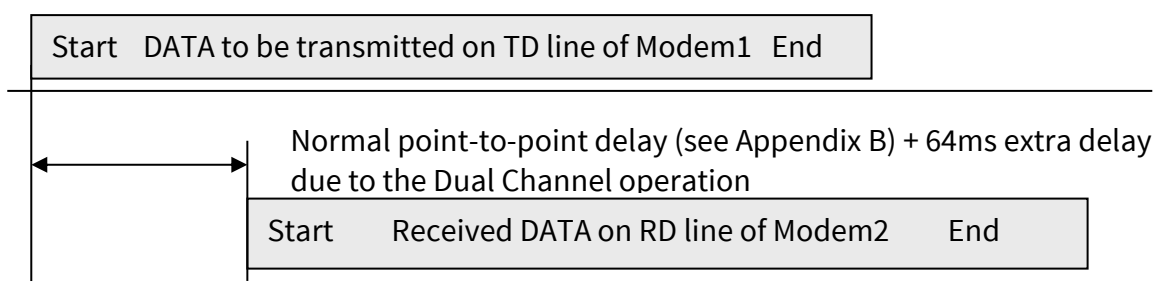 Start DATA to be transmitted on TD line of Modem1 End
Normal point-to-point delay (see Appendix B) + 64ms extra delay
due to the Dual Channel operation
Start Received DATA on RD line of Modem2 End